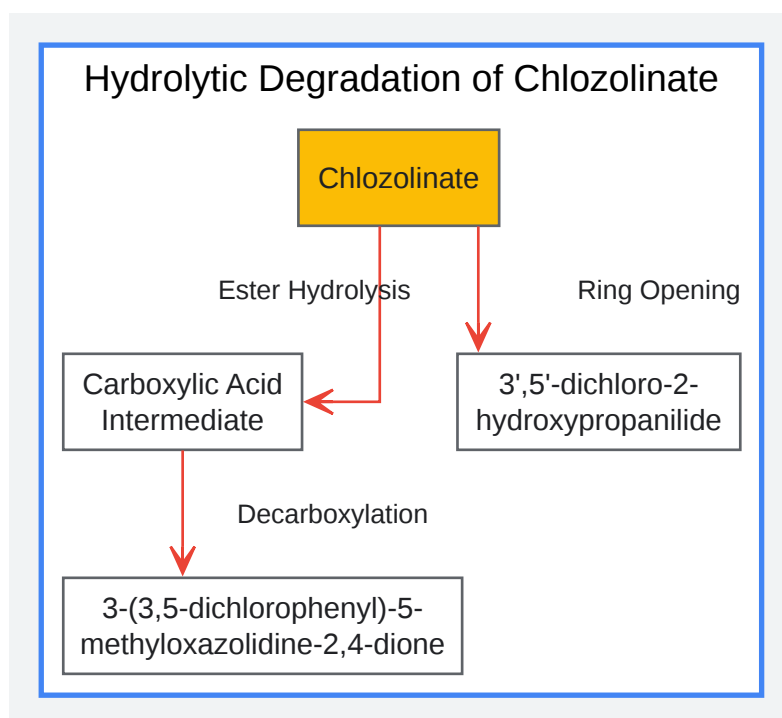 Hydrolytic Degradation of Chlozolinate
Chlozolinate
Ester Hydrolysis
Ring Opening
Carboxylic Acid
Intermediate
3',5'-dichloro-2-
hydroxypropanilide
Decarboxylation
3-(3,5-dichlorophenyl)-5-
methyloxazolidine-2,4-dione